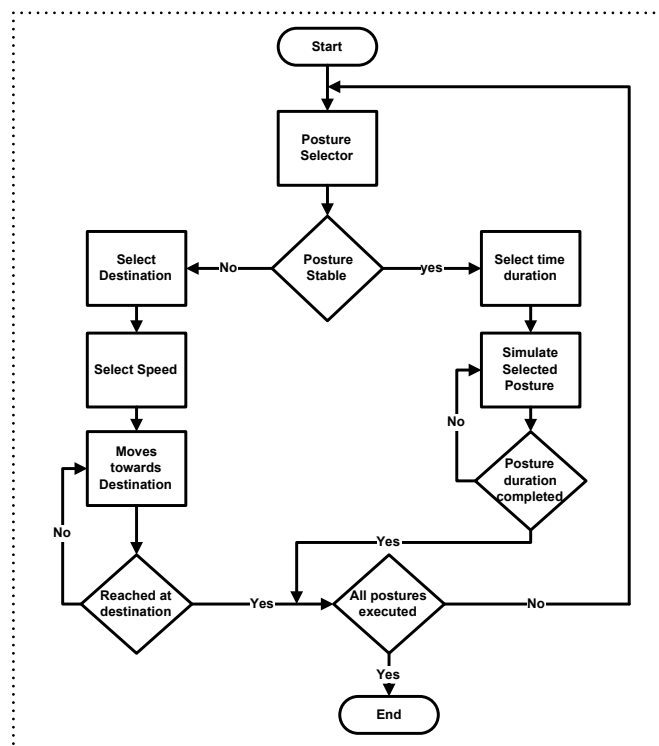 Start
Posture
Selector
Posture
Stable
No
yes
Select
Destination
Select time
duration
Select Speed
Simulate
Selected
Posture
No
Moves
towards
Destination
Posture
duration
completed
No
Yes
Reached at
destination
Yes
All postures
executed
No
Yes
End